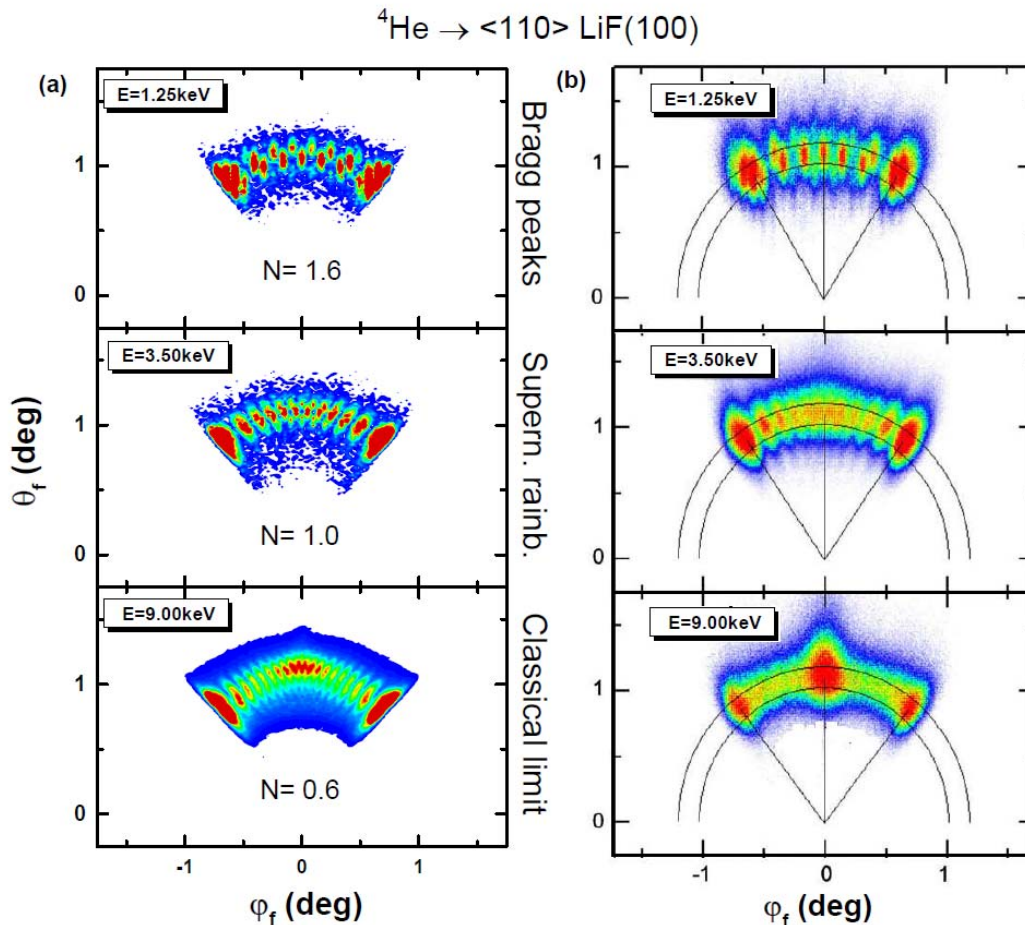 ⁴He → <110> LiF(100)
(a)
E=1.25keV
1
0
N= 1.6
Bragg peaks
E=3.50keV
1
0
N= 1.0
Supern. rainb.
E=9.00keV
1
0
N= 0.6
Classical limit
-1
0
1
θf (deg)
φf (deg)
(b)
E=1.25keV
1
0
E=3.50keV
1
0
E=9.00keV
1
0
-1
0
1
φf (deg)